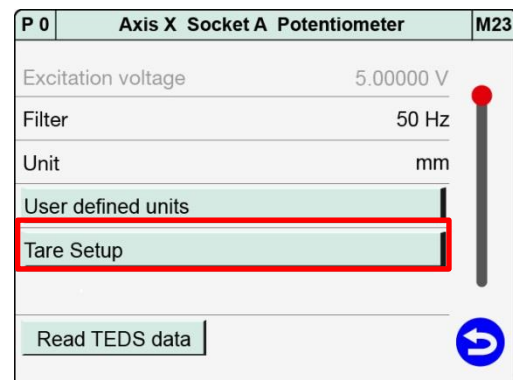 P 0 Axis X Socket A Potentiometer M23
Excitation voltage 5.00000 V
Filter 50 Hz
Unit mm
User defined units
Tare Setup
Read TEDS data